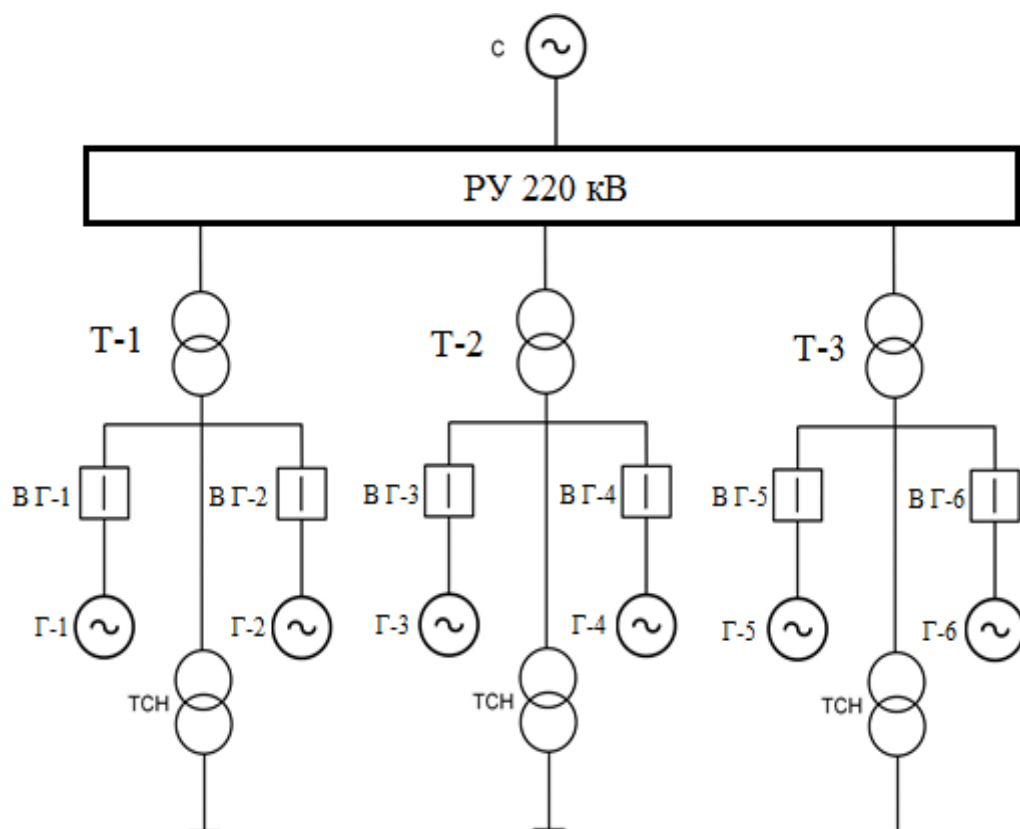 С
РУ 220 кВ
Т-1
Т-2
Т-3
В Г-1
В Г-2
В Г-3
В Г-4
В Г-5
В Г-6
Г-1
Г-2
Г-3
Г-4
Г-5
Г-6
ТСН
ТСН
ТСН